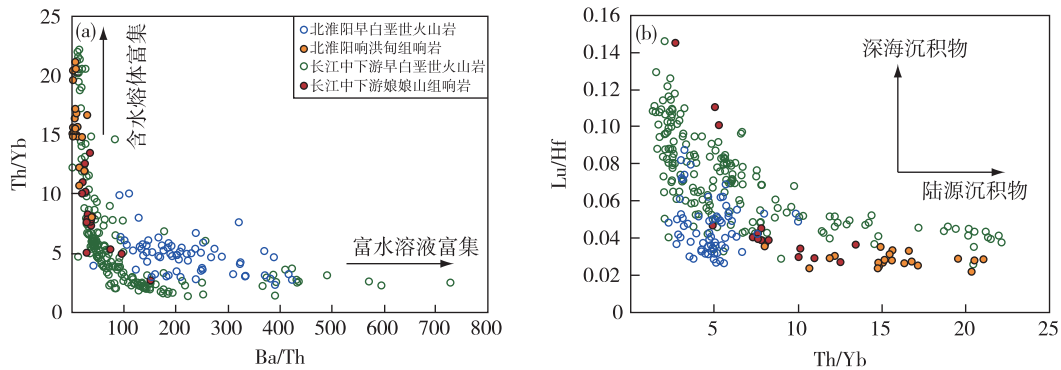 (a)
含水熔体富集
北淮阳早白垩世火山岩
北淮阳响洪甸组响岩
长江中下游早白垩世火山岩
长江中下游娘娘山组响岩
富水溶液富集
25
20
15
10
5
0
Th/Yb
100 200 300 400 500 600 700 800
Ba/Th
(b)
深海沉积物
陆源沉积物
0.16
0.14
0.12
0.10
0.08
0.06
0.04
0.02
0
Lu/Hf
5 10 15 20 25
Th/Yb